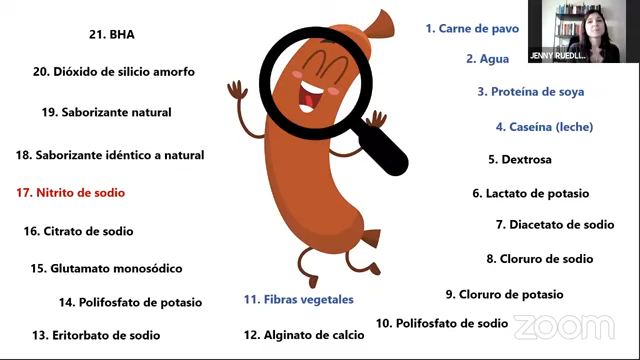 1. Carne de pavo
2. Agua
3. Proteína de soya
4. Caseína (leche)
5. Dextrosa
6. Lactato de potasio
7. Diacetato de sodio
8. Cloruro de sodio
9. Cloruro de potasio
10. Polifosfato de sodio
11. Fibras vegetales
12. Alginato de calcio
13. Eritorbato de sodio
14. Polifosfato de potasio
15. Glutamato monosódico
16. Citrato de sodio
17. Nitrito de sodio
18. Saborizante idéntico a natural
19. Saborizante natural
20. Dióxido de silicio amorfo
21. BHA
JENNY
zoom